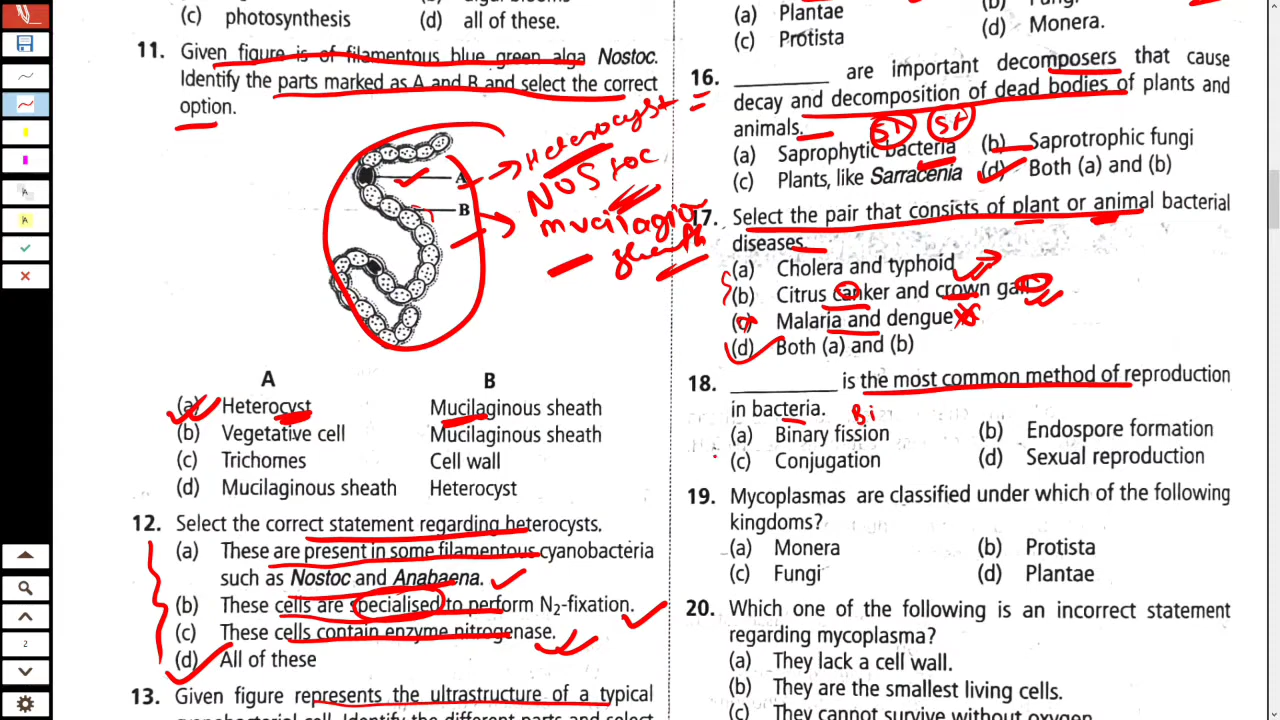 (c) photosynthesis (d) all of these.
11. Given figure is of filamentous blue green alga Nostoc.
Identify the parts marked as A and B and select the correct
option.
Heterocyst
A
NOStoc
B
mucilagin
Sheath
A B
(a) Heterocyst Mucilaginous sheath
(b) Vegetative cell Mucilaginous sheath
(c) Trichomes Cell wall
(d) Mucilaginous sheath Heterocyst
12. Select the correct statement regarding heterocysts.
(a) These are present in some filamentous cyanobacteria
such as Nostoc and Anabaena.
(b) These cells are specialised to perform N2-fixation.
(c) These cells contain enzyme nitrogenase.
(d) All of these
13. Given figure represents the ultrastructure of a typical
(a) Plantae (b) Fungi
(c) Protista (d) Monera.
16. ________ are important decomposers that cause
decay and decomposition of dead bodies of plants and
animals.
(a) Saprophytic bacteria (b) Saprotrophic fungi
(c) Plants, like Sarracenia (d) Both (a) and (b)
17. Select the pair that consists of plant or animal bacterial
diseases.
(a) Cholera and typhoid
(b) Citrus canker and crown gall
(c) Malaria and dengue
(d) Both (a) and (b)
18. ________ is the most common method of reproduction
in bacteria. Bi
(a) Binary fission (b) Endospore formation
(c) Conjugation (d) Sexual reproduction
19. Mycoplasmas are classified under which of the following
kingdoms?
(a) Monera (b) Protista
(c) Fungi (d) Plantae
20. Which one of the following is an incorrect statement
regarding mycoplasma?
(a) They lack a cell wall.
(b) They are the smallest living cells.
(c) They cannot survive without oxygen.
2